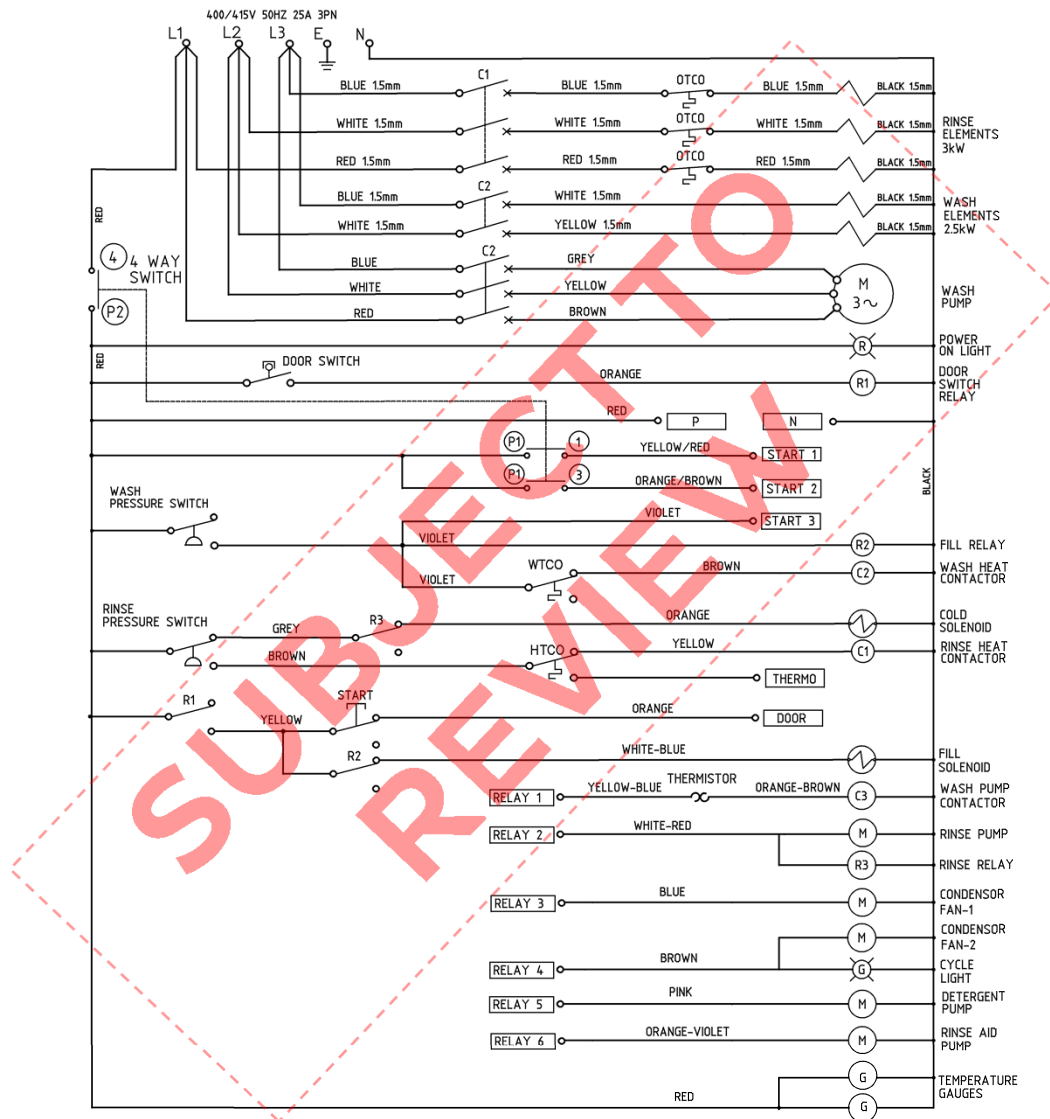 400/415V 50HZ 25A 3PN
L1 L2 L3 E N
C1
BLUE 1.5mm BLUE 1.5mm OTCO BLUE 1.5mm BLACK 1.5mm
WHITE 1.5mm WHITE 1.5mm OTCO WHITE 1.5mm BLACK 1.5mm
RINSE
ELEMENTS
3kW
RED 1.5mm RED 1.5mm OTCO RED 1.5mm BLACK 1.5mm
C2
BLUE 1.5mm WHITE 1.5mm BLACK 1.5mm
WHITE 1.5mm YELLOW 1.5mm BLACK 1.5mm
WASH
ELEMENTS
2.5kW
RED
4
4 WAY
SWITCH
P2
C2
BLUE GREY
WHITE YELLOW
RED BROWN
M
3~
WASH
PUMP
RED
R
POWER
ON LIGHT
DOOR SWITCH
ORANGE
R1
DOOR
SWITCH
RELAY
RED
P
N
P1
1
YELLOW/RED
START 1
P1
3
ORANGE/BROWN
START 2
BLACK
WASH
PRESSURE SWITCH
VIOLET
START 3
VIOLET
R2
FILL RELAY
VIOLET
WTCO
BROWN
C2
WASH HEAT
CONTACTOR
RINSE
PRESSURE SWITCH
GREY
R3
ORANGE
COLD
SOLENOID
BROWN
HTCO
YELLOW
C1
RINSE HEAT
CONTACTOR
THERMO
R1
YELLOW
START
ORANGE
DOOR
R2
WHITE-BLUE
FILL
SOLENOID
RELAY 1
YELLOW-BLUE
THERMISTOR
ORANGE-BROWN
C3
WASH PUMP
CONTACTOR
RELAY 2
WHITE-RED
M
RINSE PUMP
R3
RINSE RELAY
RELAY 3
BLUE
M
CONDENSOR
FAN-1
M
CONDENSOR
FAN-2
RELAY 4
BROWN
G
CYCLE
LIGHT
RELAY 5
PINK
M
DETERGENT
PUMP
RELAY 6
ORANGE-VIOLET
M
RINSE AID
PUMP
G
TEMPERATURE
GAUGES
RED
G
SUBJECT TO
REVIEW